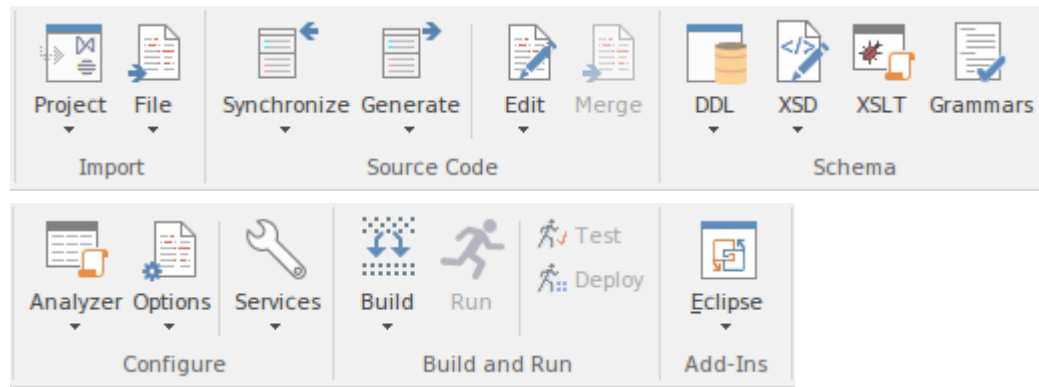 Project File Synchronize Generate Edit Merge DDL XSD XSLT Grammars
Import Source Code Schema
Test
Deploy
Analyzer Options Services Build Run Eclipse
Configure Build and Run Add-Ins